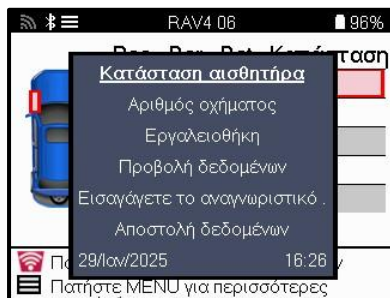 RAV4 06
96%
Κατάσταση αισθητήρα
Αριθμός οχήματος
Εργαλειοθήκη
Προβολή δεδομένων
Εισαγάγετε το αναγνωριστικό .
Αποστολή δεδομένων
29/Ιαν/2025 16:26
Πατήστε MENU για περισσότερες